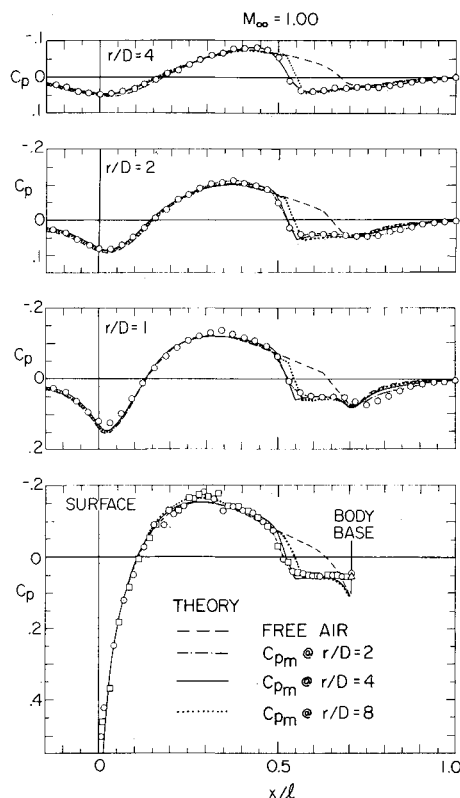 M∞ = 1.00
-.1
r/D = 4
Cp 0
.1
-.2
r/D = 2
Cp
0
.1
-.2
r/D = 1
Cp 0
.2
-.2
SURFACE
BODY
BASE
0
Cp
.2
.4
THEORY
FREE AIR
Cpm @ r/D = 2
Cpm @ r/D = 4
Cpm @ r/D = 8
0 0.5 1.0
x/l